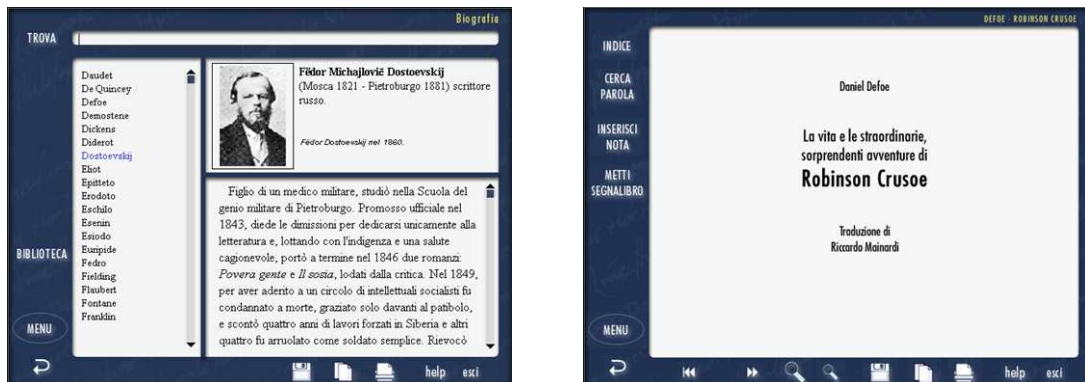 Biografia
TROVA
Daudet
De Quincey
Defoe
Demostene
Dickens
Diderot
Dostoevskij
Eliot
Epitteto
Erodoto
Eschilo
Esenin
Esiodo
Euripide
Fedro
Fielding
Flaubert
Fontane
Franklin
BIBLIOTECA
MENU
Fëdor Michajlovič Dostoevskij
(Mosca 1821 - Pietroburgo 1881) scrittore
russo.
Fëdor Dostoevskij nel 1860.
Figlio di un medico militare, studiò nella Scuola del
genio militare di Pietroburgo. Promosso ufficiale nel
1843, diede le dimissioni per dedicarsi unicamente alla
letteratura e, lottando con l'indigenza e una salute
cagionevole, portò a termine nel 1846 due romanzi:
Povera gente e Il sosia, lodati dalla critica. Nel 1849,
per aver aderito a un circolo di intellettuali socialisti fu
condannato a morte, graziato solo davanti al patibolo,
e scontò quattro anni di lavori forzati in Siberia e altri
quattro fu arruolato come soldato semplice. Rievocò
help esci
DEFOE - ROBINSON CRUSOE
INDICE
CERCA
PAROLA
INSERISCI
NOTA
METTI
SEGNALIBRO
MENU
Daniel Defoe
La vita e le straordinarie,
sorprendenti avventure di
Robinson Crusoe
Traduzione di
Riccardo Mainardi
help esci